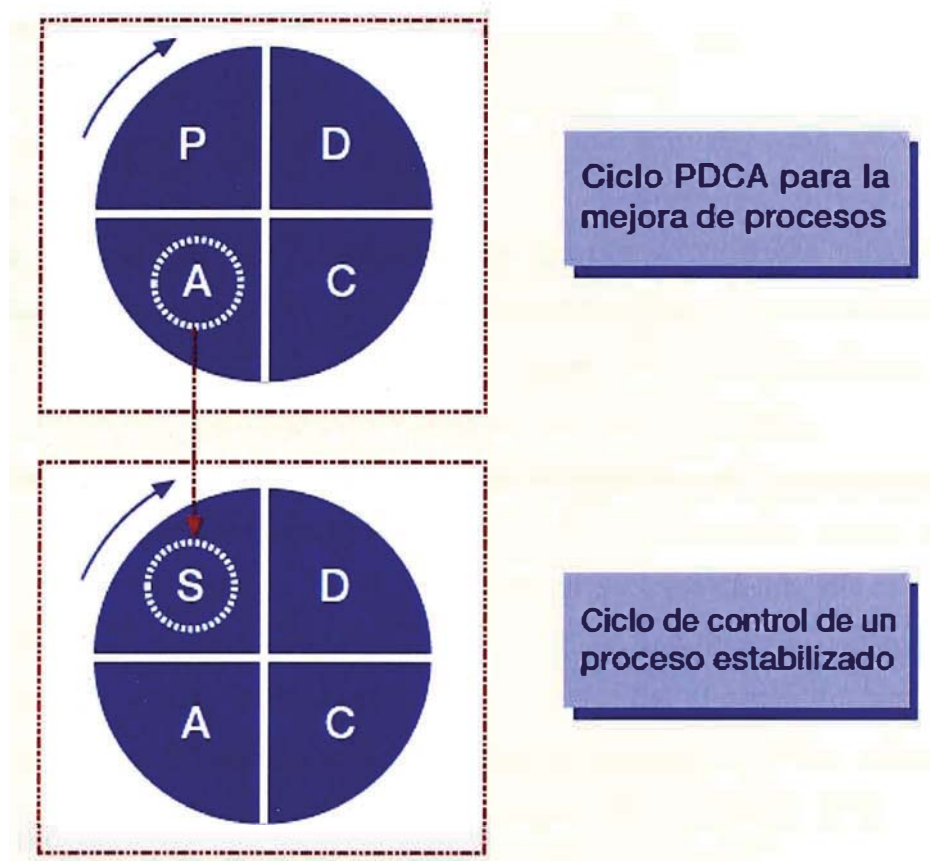 P
D
A
C
Ciclo PDCA para la
mejora de procesos
S
D
A
C
Ciclo de control de un
proceso estabilizado